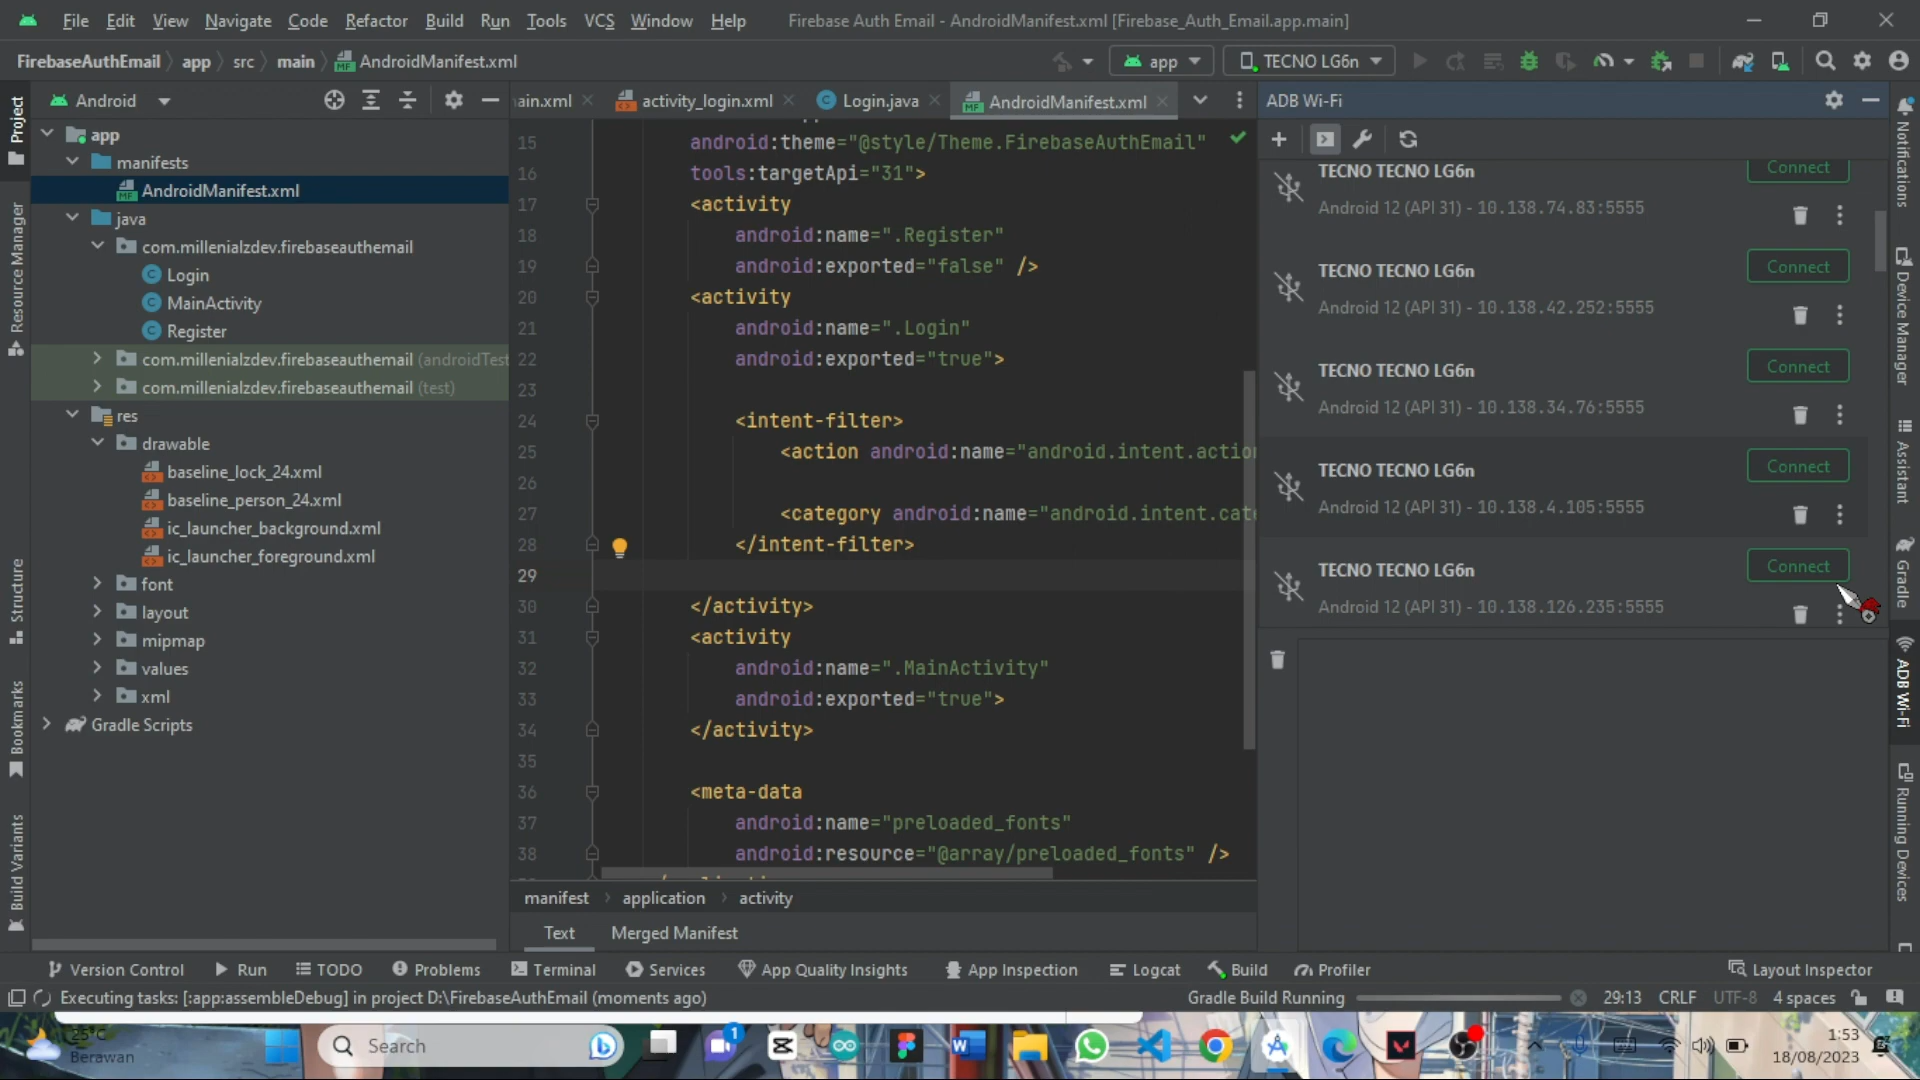 File Edit View Navigate Code Refactor Build Run Tools VCS Window Help Firebase Auth Email - AndroidManifest.xml [Firebase_Auth_Email.app.main]
FirebaseAuthEmail app src main AndroidManifest.xml app TECNO LG6n
Project
Resource Manager
Structure
Bookmarks
Build Variants
Android
app
manifests
AndroidManifest.xml
java
com.millenialzdev.firebaseauthemail
Login
MainActivity
Register
com.millenialzdev.firebaseauthemail (androidTest
com.millenialzdev.firebaseauthemail (test)
res
drawable
baseline_lock_24.xml
baseline_person_24.xml
ic_launcher_background.xml
ic_launcher_foreground.xml
font
layout
mipmap
values
xml
Gradle Scripts
ain.xml activity_login.xml Login.java AndroidManifest.xml
15 android:theme="@style/Theme.FirebaseAuthEmail"
16 tools:targetApi="31">
17 <activity
18 android:name=".Register"
19 android:exported="false" />
20 <activity
21 android:name=".Login"
22 android:exported="true">
23
24 <intent-filter>
25 <action android:name="android.intent.actio
26
27 <category android:name="android.intent.cate
28 </intent-filter>
29
30 </activity>
31 <activity
32 android:name=".MainActivity"
33 android:exported="true">
34 </activity>
35
36 <meta-data
37 android:name="preloaded_fonts"
38 android:resource="@array/preloaded_fonts" />
manifest application activity
Text Merged Manifest
ADB Wi-Fi
TECNO TECNO LG6n Connect
Android 12 (API 31) - 10.138.74.83:5555
TECNO TECNO LG6n Connect
Android 12 (API 31) - 10.138.42.252:5555
TECNO TECNO LG6n Connect
Android 12 (API 31) - 10.138.34.76:5555
TECNO TECNO LG6n Connect
Android 12 (API 31) - 10.138.4.105:5555
TECNO TECNO LG6n Connect
Android 12 (API 31) - 10.138.126.235:5555
Notifications
Device Manager
Assistant
Gradle
ADB Wi-Fi
Running Devices
Version Control Run TODO Problems Terminal Services App Quality Insights App Inspection Logcat Build Profiler Layout Inspector
Executing tasks: [:app:assembleDebug] in project D:\FirebaseAuthEmail (moments ago) Gradle Build Running 29:13 CRLF UTF-8 4 spaces
25°C
Berawan
Search
1
1:53
18/08/2023